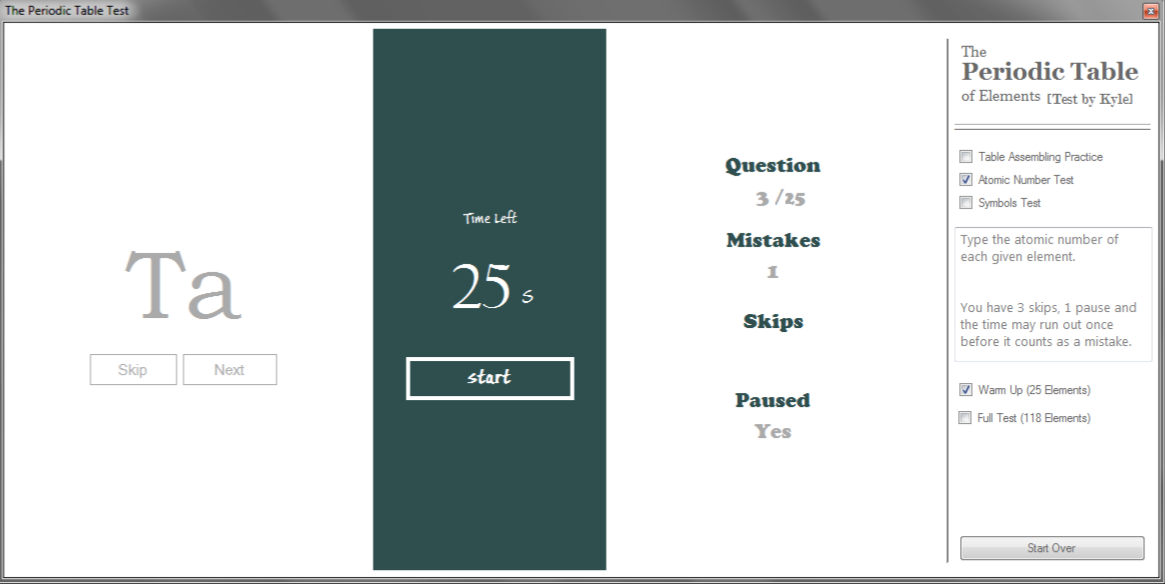 The Periodic Table Test
Ta
Skip
Next
Time Left
25 s
start
Question
3 /25
Mistakes
1
Skips
Paused
Yes
The
Periodic Table
of Elements [Test by Kyle]
Table Assembling Practice
Atomic Number Test
Symbols Test
Type the atomic number of
each given element.
You have 3 skips, 1 pause and
the time may run out once
before it counts as a mistake.
Warm Up (25 Elements)
Full Test (118 Elements)
Start Over